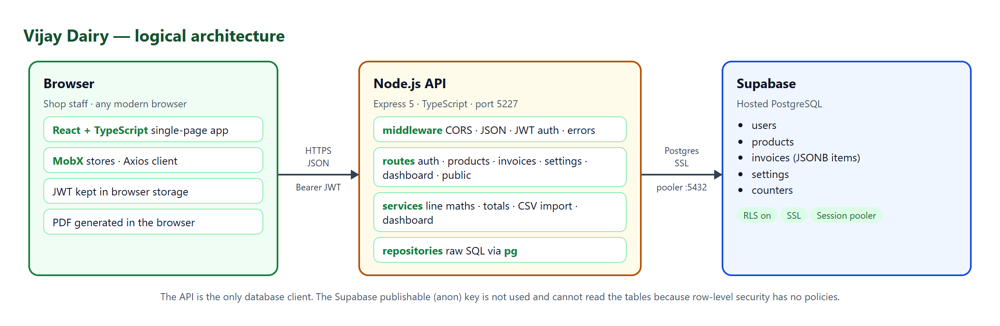 Vijay Dairy — logical architecture
Browser
Shop staff · any modern browser
React + TypeScript single-page app
MobX stores · Axios client
JWT kept in browser storage
PDF generated in the browser
HTTPS
JSON
Bearer JWT
Node.js API
Express 5 · TypeScript · port 5227
middleware CORS · JSON · JWT auth · errors
routes auth · products · invoices · settings ·
dashboard · public
services line maths · totals · CSV import ·
dashboard
repositories raw SQL via pg
Postgres
SSL
pooler :5432
Supabase
Hosted PostgreSQL
• users
• products
• invoices (JSONB items)
• settings
• counters
RLS on SSL Session pooler
The API is the only database client. The Supabase publishable (anon) key is not used and cannot read the tables because row-level security has no policies.